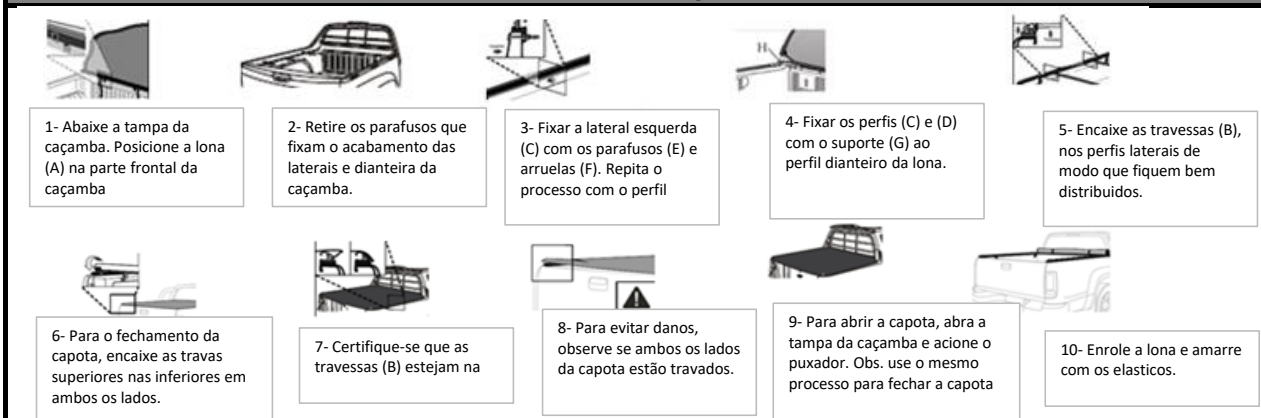 1- Abaixe a tampa da
caçamba. Posicione a lona
(A) na parte frontal da
caçamba
2- Retire os parafusos que
fixam o acabamento das
laterais e dianteira da
caçamba.
3- Fixar a lateral esquerda
(C) com os parafusos (E) e
arruelas (F). Repita o
processo com o perfil
H
4- Fixar os perfis (C) e (D)
com o suporte (G) ao
perfil dianteiro da lona.
5- Encaixe as travessas (B),
nos perfis laterais de
modo que fiquem bem
distribuidos.
6- Para o fechamento da
capota, encaixe as travas
superiores nas inferiores em
ambos os lados.
7- Certifique-se que as
travessas (B) estejam na
8- Para evitar danos,
observe se ambos os lados
da capota estão travados.
9- Para abrir a capota, abra a
tampa da caçamba e acione o
puxador. Obs. use o mesmo
processo para fechar a capota
10- Enrole a lona e amarre
com os elasticos.